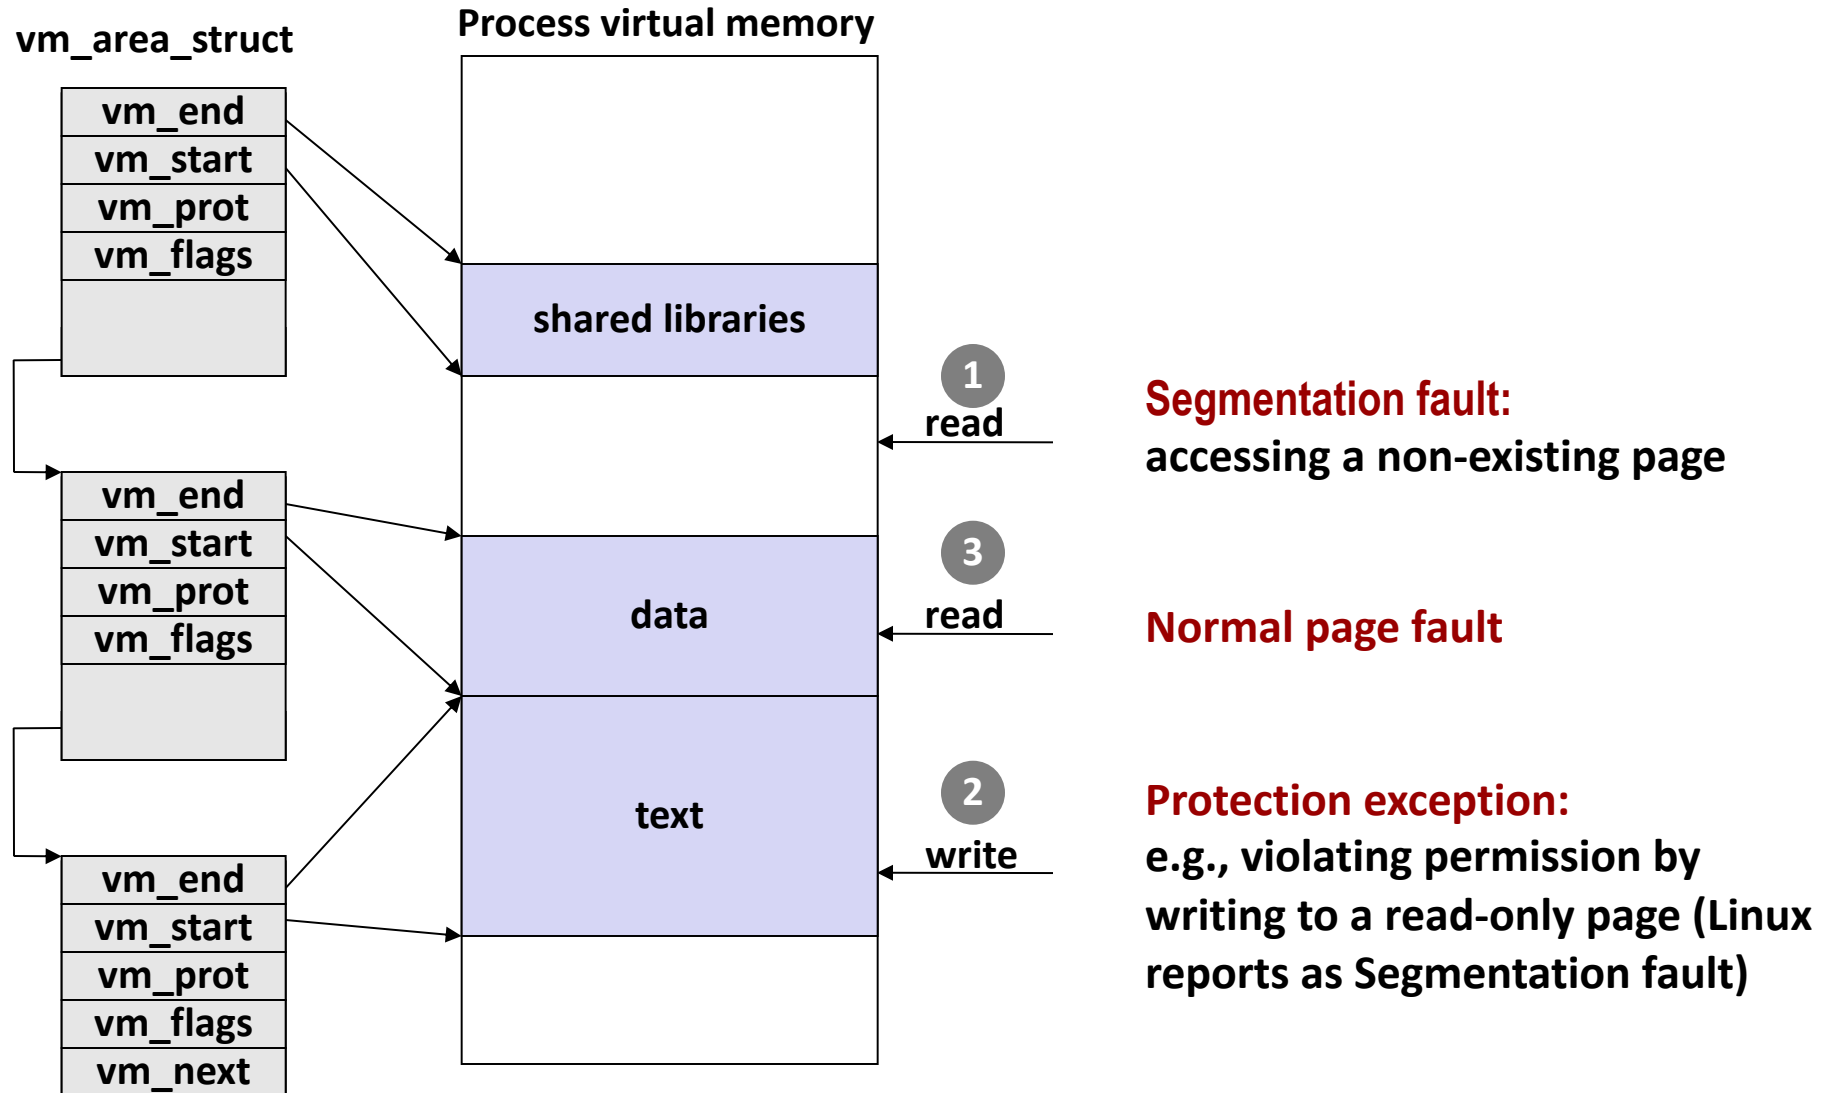 Process virtual memory
vm_area_struct
vm_end
vm_start
vm_prot
vm_flags
shared libraries
1
read
Segmentation fault:
accessing a non-existing page
vm_end
vm_start
vm_prot
vm_flags
data
3
read
Normal page fault
text
2
write
Protection exception:
e.g., violating permission by
writing to a read-only page (Linux
reports as Segmentation fault)
vm_end
vm_start
vm_prot
vm_flags
vm_next